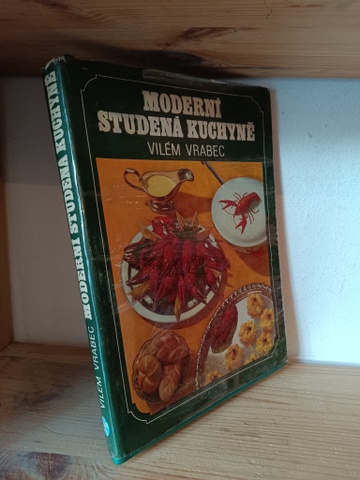 MODERNÍ
STUDENÁ KUCHYNĚ
VILÉM VRABEC
VILÉM VRABEC MODERNÍ STUDENÁ KUCHYNĚ